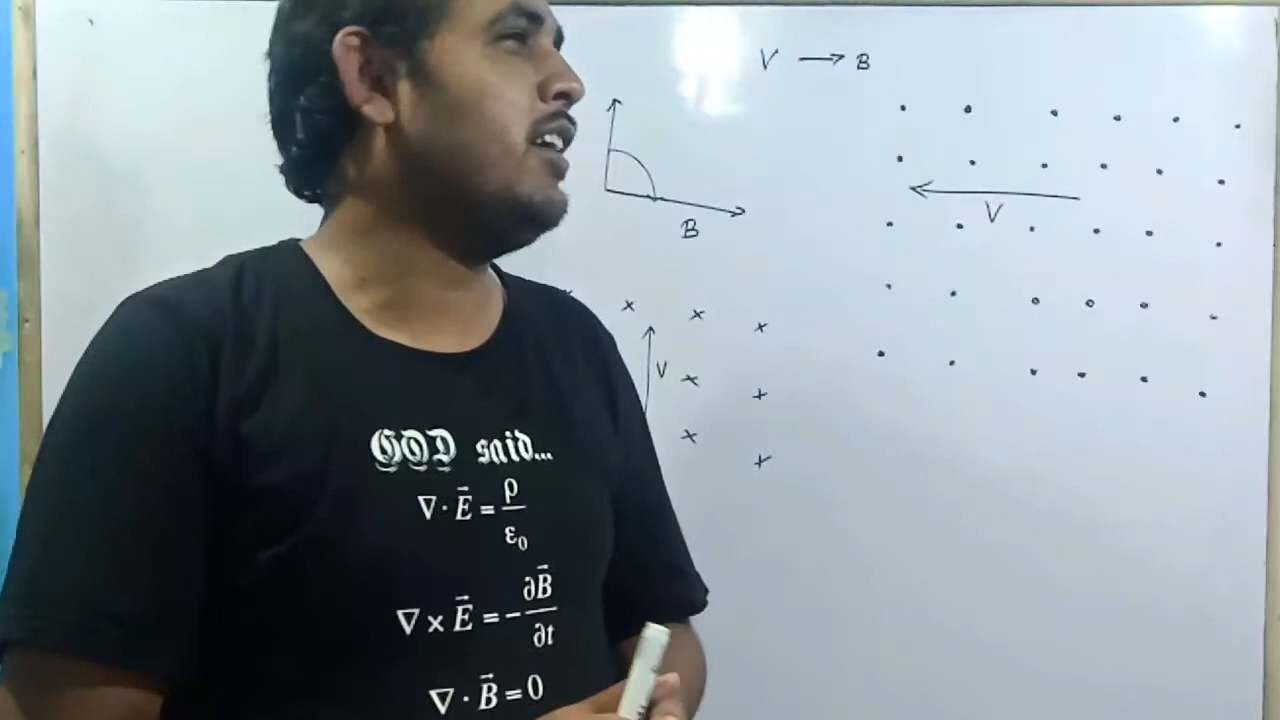 V → B
B
V
V
GOD said...
∇ · E⃗ = ρ/ε₀
∇ × E⃗ = - ∂B⃗/∂t
∇ · B⃗ = 0